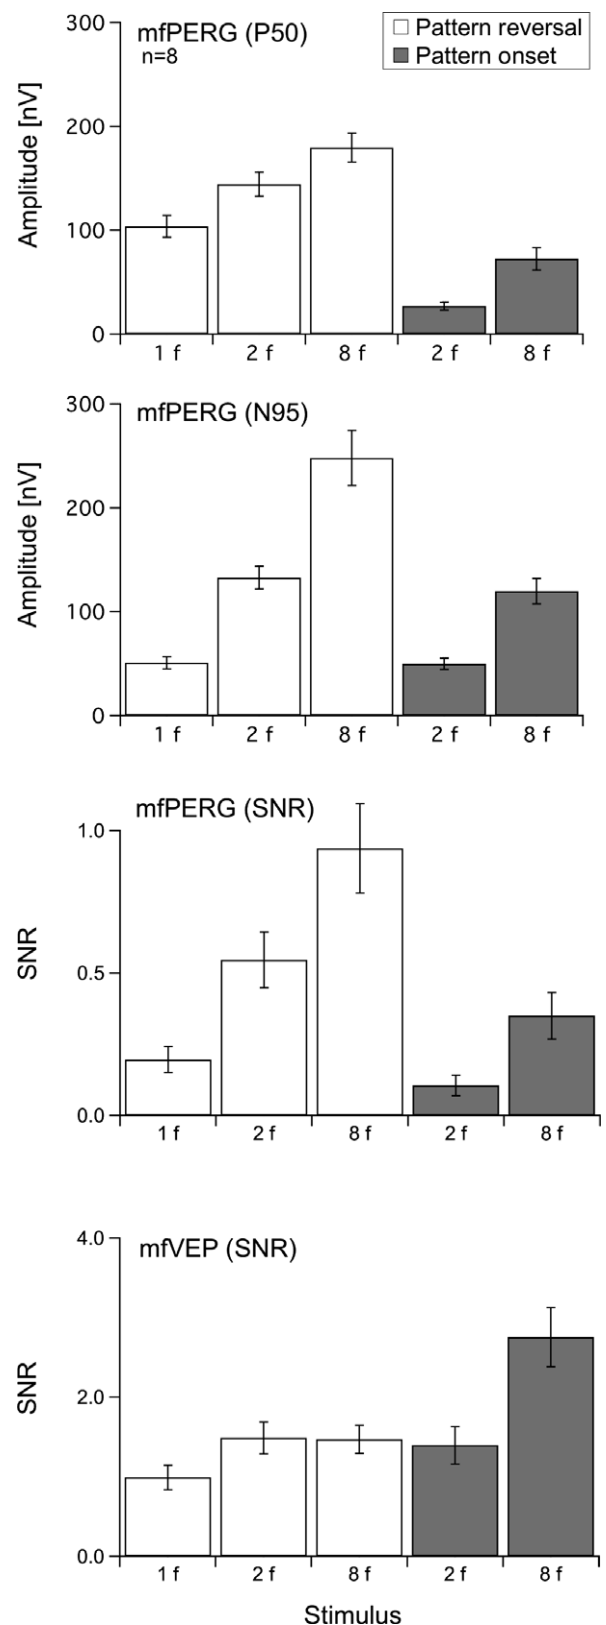 mfPERG (P50)
n=8
Pattern reversal
Pattern onset
Amplitude [nV]
300
200
100
0
1 f 2 f 8 f 2 f 8 f
mfPERG (N95)
Amplitude [nV]
300
200
100
0
1 f 2 f 8 f 2 f 8 f
mfPERG (SNR)
SNR
1.0
0.5
0.0
1 f 2 f 8 f 2 f 8 f
mfVEP (SNR)
SNR
4.0
2.0
0.0
1 f 2 f 8 f 2 f 8 f
Stimulus